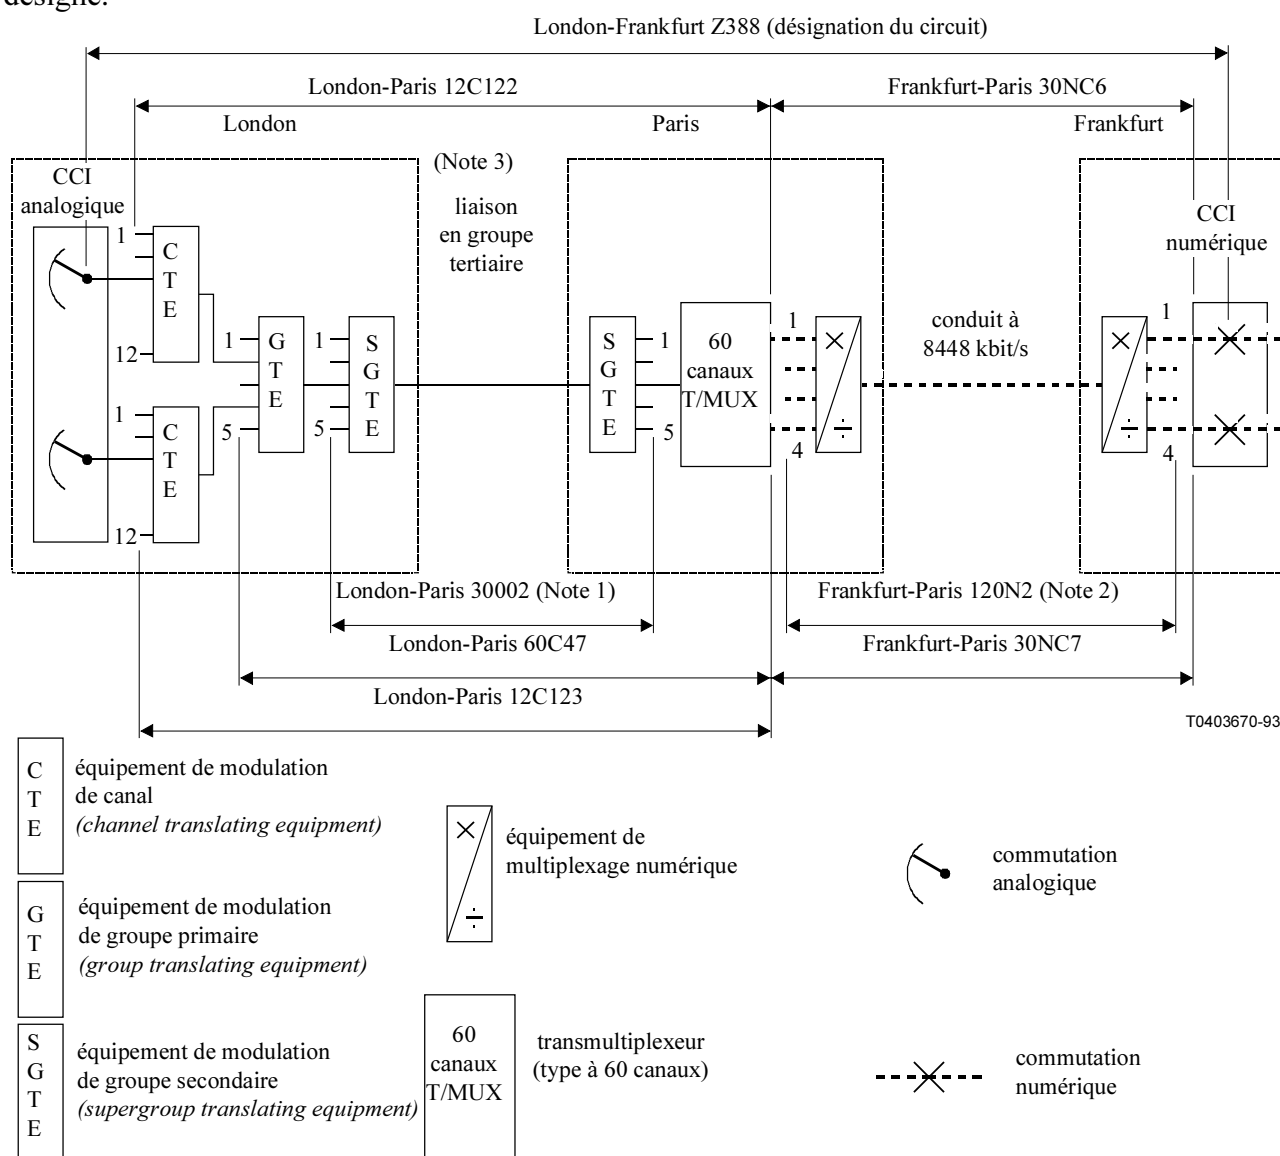 désigne.
London-Frankfurt Z388 (désignation du circuit)
London-Paris 12C122
Frankfurt-Paris 30NC6
London
Paris
Frankfurt
(Note 3)
CCI
analogique
liaison
en groupe
tertiaire
CCI
numérique
1
C
T
E
12
1
C
T
E
12
1
G
T
E
5
1
S
G
T
E
5
S
G
T
E
1
5
60
canaux
T/MUX
1
4
conduit à
8448 kbit/s
1
4
London-Paris 30002 (Note 1)
Frankfurt-Paris 120N2 (Note 2)
London-Paris 60C47
Frankfurt-Paris 30NC7
London-Paris 12C123
T0403670-93
C
T
E
équipement de modulation
de canal
(channel translating equipment)
G
T
E
équipement de modulation
de groupe primaire
(group translating equipment)
S
G
T
E
équipement de modulation
de groupe secondaire
(supergroup translating equipment)
équipement de
multiplexage numérique
60
canaux
T/MUX
transmultiplexeur
(type à 60 canaux)
commutation
analogique
commutation
numérique